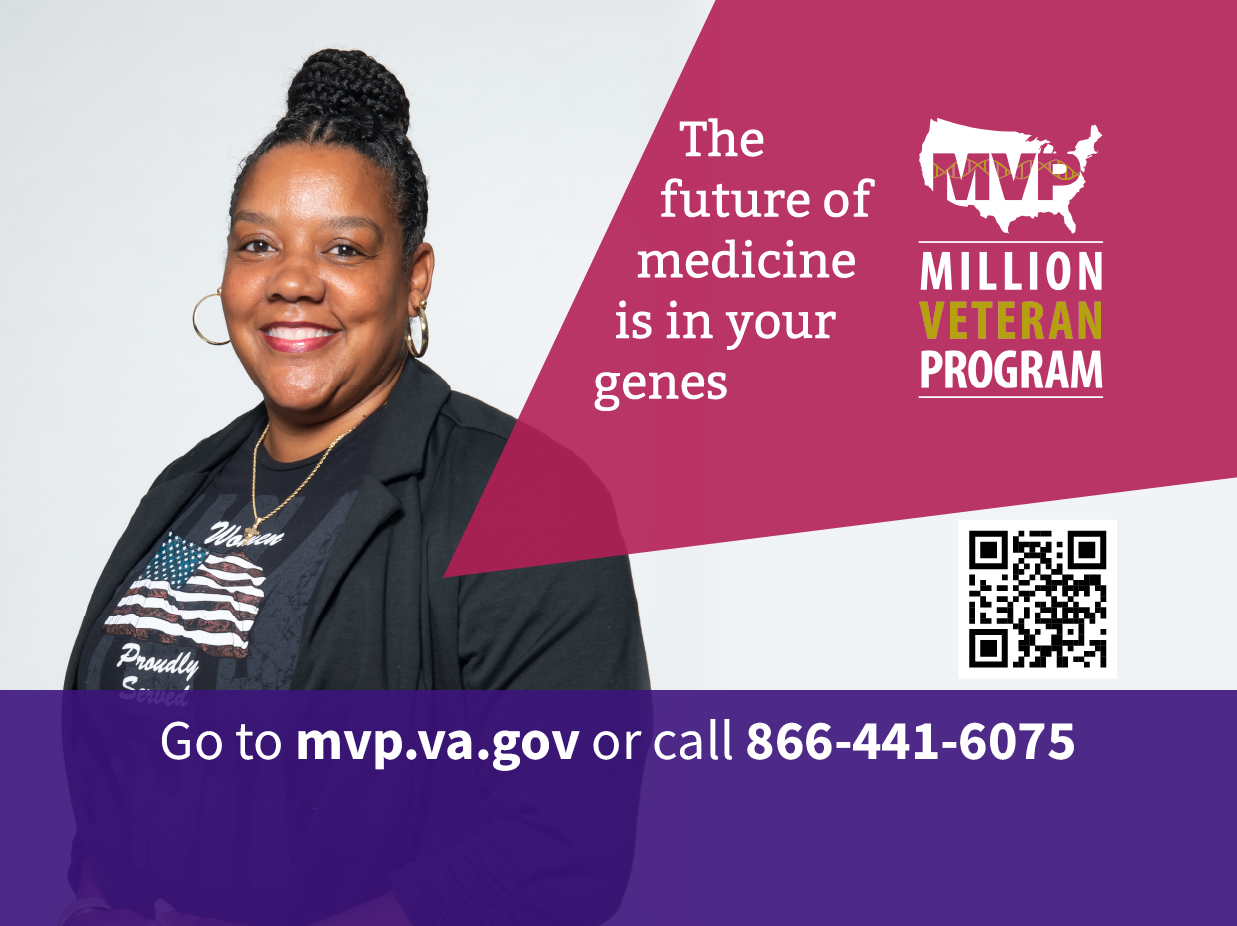 The
future of
medicine
is in your
genes
MVP
MILLION
VETERAN
PROGRAM
Women
Proudly
Served
Go to mvp.va.gov or call 866-441-6075